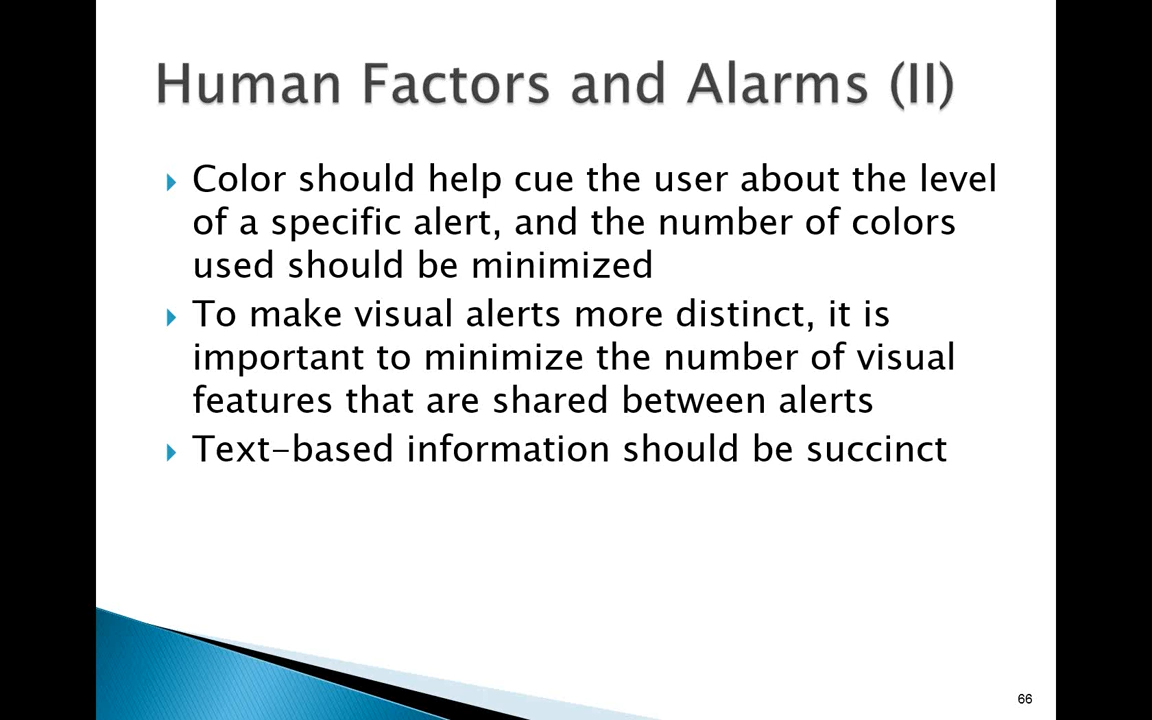 Human Factors and Alarms (II)
Color should help cue the user about the level
of a specific alert, and the number of colors
used should be minimized
To make visual alerts more distinct, it is
important to minimize the number of visual
features that are shared between alerts
Text-based information should be succinct
66